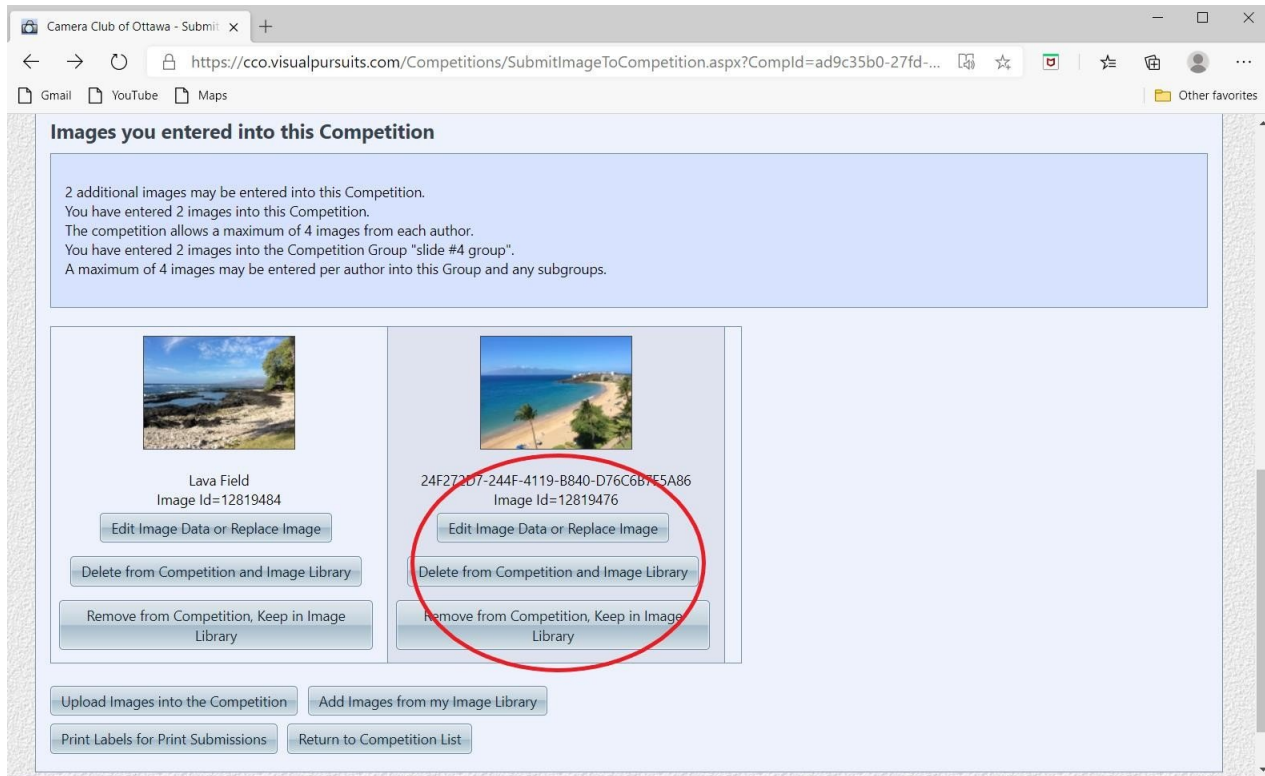 Camera Club of Ottawa - Submit
https://cco.visualpursuits.com/Competitions/SubmitImageToCompetition.aspx?CompId=ad9c35b0-27fd-...
Gmail YouTube Maps Other favorites
Images you entered into this Competition
2 additional images may be entered into this Competition.
You have entered 2 images into this Competition.
The competition allows a maximum of 4 images from each author.
You have entered 2 images into the Competition Group "slide #4 group".
A maximum of 4 images may be entered per author into this Group and any subgroups.
Lava Field
Image Id=12819484
Edit Image Data or Replace Image
Delete from Competition and Image Library
Remove from Competition, Keep in Image
Library
24F272D7-244F-4119-B840-D76C6B7F5A86
Image Id=12819476
Edit Image Data or Replace Image
Delete from Competition and Image Library
Remove from Competition, Keep in Image
Library
Upload Images into the Competition Add Images from my Image Library
Print Labels for Print Submissions Return to Competition List